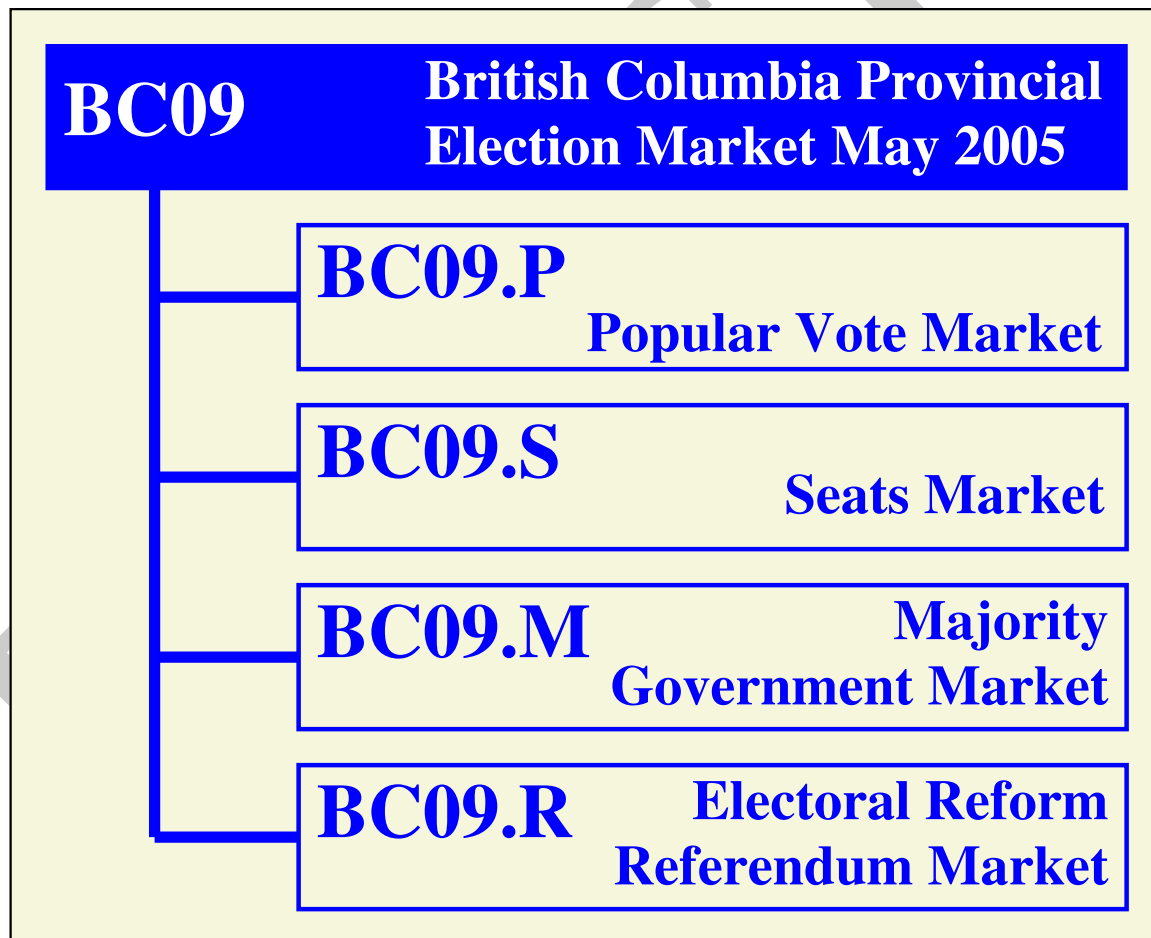 BC09
British Columbia Provincial
Election Market May 2005
BC09.P
Popular Vote Market
BC09.S
Seats Market
BC09.M
Majority
Government Market
BC09.R
Electoral Reform
Referendum Market